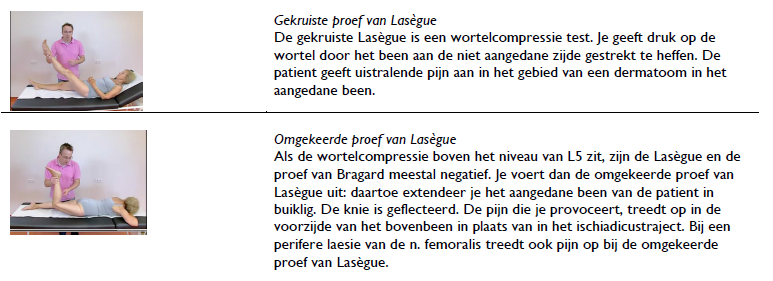 Gekruiste proef van Lasègue
De gekruiste Lasègue is een wortelcompressie test. Je geeft druk op de
wortel door het been aan de niet aangedane zijde gestrekt te heffen. De
patient geeft uistralende pijn aan in het gebied van een dermatoom in het
aangedane been.
Omgekeerde proef van Lasègue
Als de wortelcompressie boven het niveau van L5 zit, zijn de Lasègue en de
proef van Bragard meestal negatief. Je voert dan de omgekeerde proef van
Lasègue uit: daartoe extendeer je het aangedane been van de patient in
buiklig. De knie is geflecteerd. De pijn die je provoceert, treedt op in de
voorzijde van het bovenbeen in plaats van in het ischiadicustraject. Bij een
perifere laesie van de n. femoralis treedt ook pijn op bij de omgekeerde
proef van Lasègue.